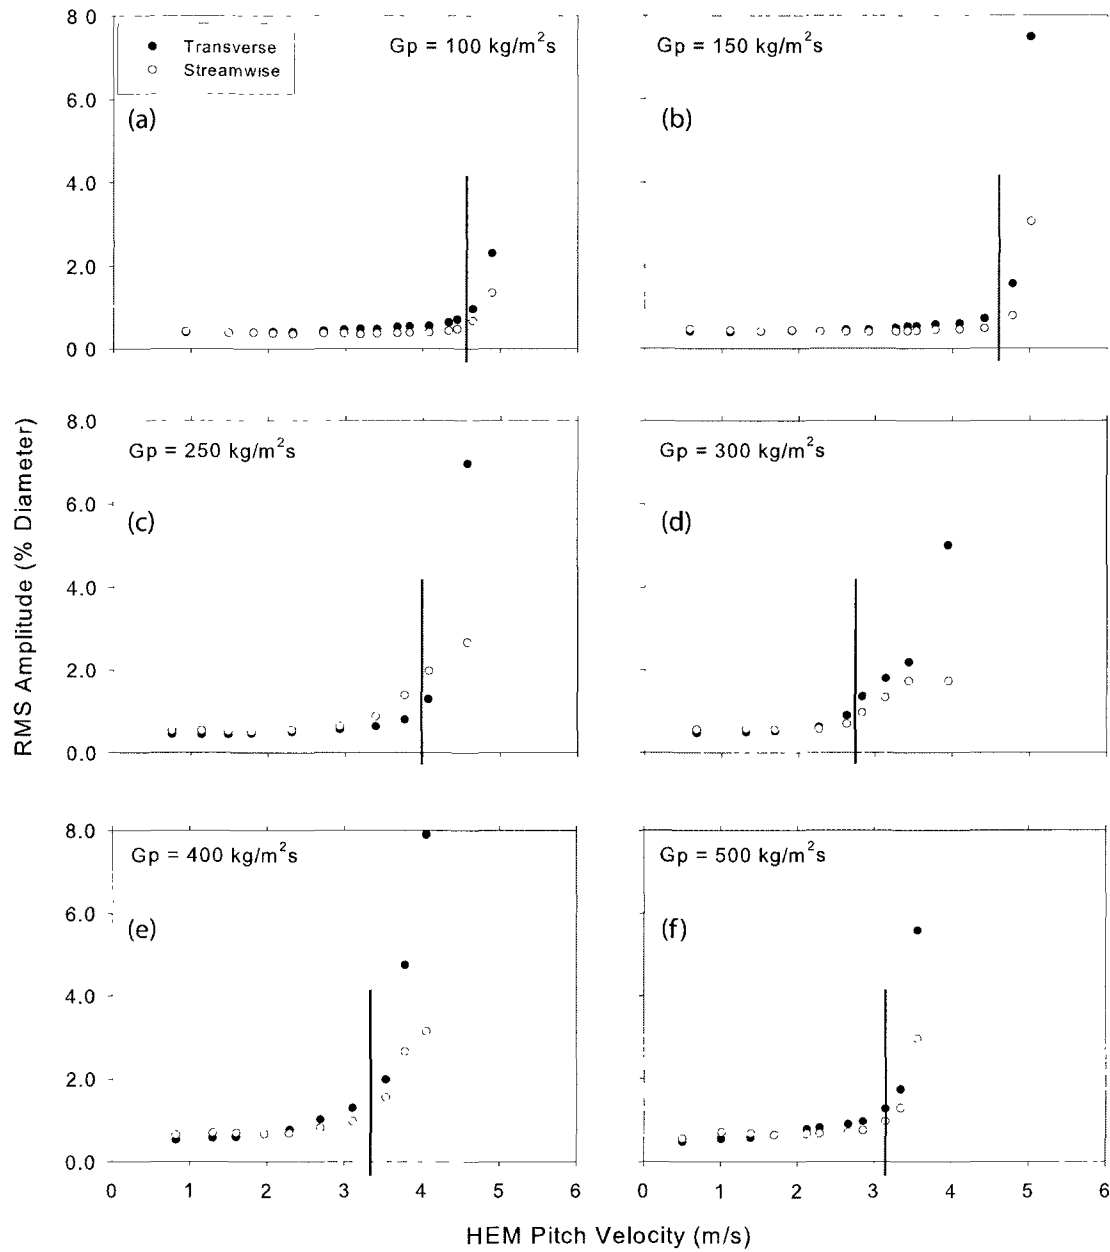 8.0
6.0
4.0
2.0
0.0
Transverse
Streamwise
Gp = 100 kg/m²s
(a)
Gp = 150 kg/m²s
(b)
RMS Amplitude (% Diameter)
8.0
6.0
4.0
2.0
0.0
Gp = 250 kg/m²s
(c)
Gp = 300 kg/m²s
(d)
8.0
6.0
4.0
2.0
0.0
Gp = 400 kg/m²s
(e)
Gp = 500 kg/m²s
(f)
0 1 2 3 4 5 6
0 1 2 3 4 5 6
HEM Pitch Velocity (m/s)